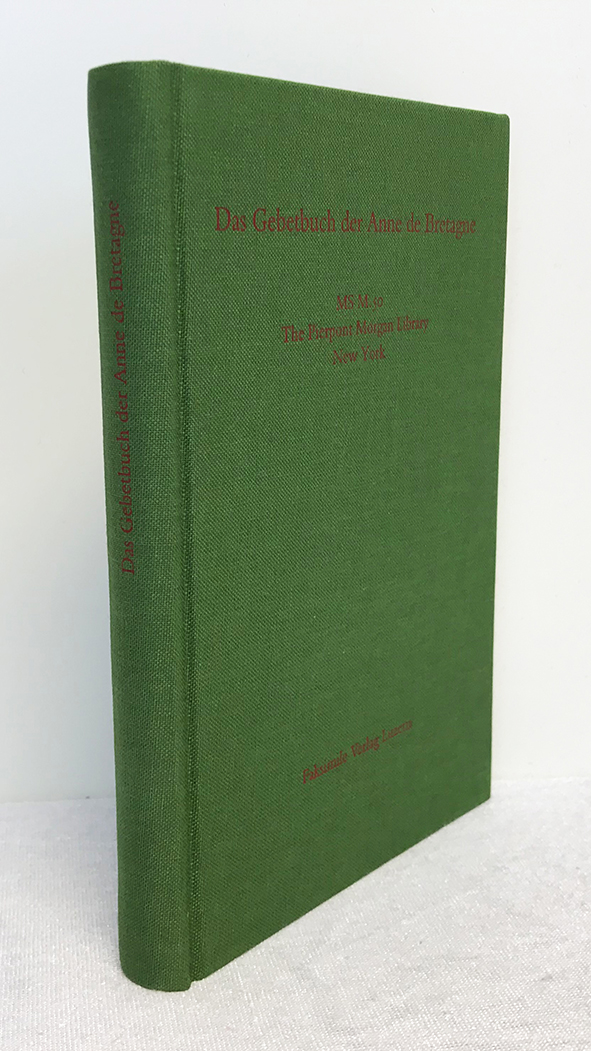 Das Gebetbuch der Anne de Bretagne
Das Gebetbuch der Anne de Bretagne
MS M.50
The Pierpont Morgan Library
New York
Faksimile Verlag Luzern